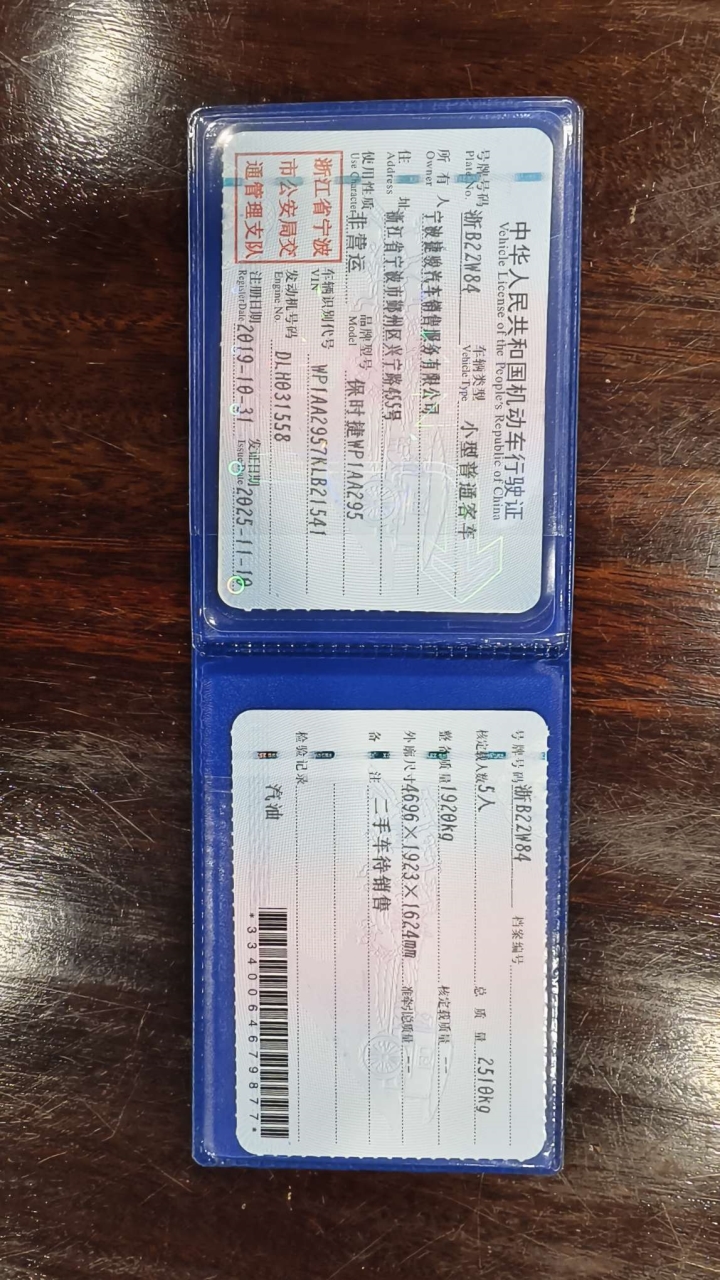 中华人民共和国机动车行驶证
Vehicle License of the People's Republic of China
号牌号码 浙B22W84 车辆类型 小型普通客车
Plate No. Vehicle Type
所有人 宁波捷骏汽车销售服务有限公司
Owner
住址 浙江省宁波市鄞州区兴宁路455号
Address
使用性质 非营运 品牌型号 保时捷WP1AA295
Use Character Model
浙江省宁波
市公安局交
通管理支队
车辆识别代号 WP1AA2957KLB21541
VIN
发动机号码 DLH031558
Engine No.
注册日期 2019-10-31 发证日期 2025-11-10
Register Date Issue Date
号牌号码 浙B22W84 档案编号
核定载人数 5人 总质量 2510kg
整备质量 1920kg 核定载质量 --
外廓尺寸 4696×1923×1624mm 准牵引总质量 --
备注 二手车待销售
检验记录
汽油
*3340064679877*